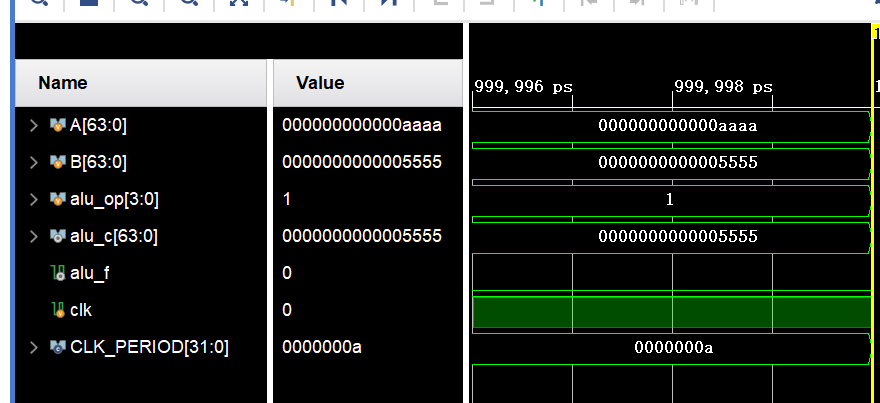 999,996 ps 999,998 ps 1
Name Value
A[63:0] 000000000000aaaa 000000000000aaaa
B[63:0] 0000000000005555 0000000000005555
alu_op[3:0] 1 1
alu_c[63:0] 0000000000005555 0000000000005555
alu_f 0
clk 0
CLK_PERIOD[31:0] 0000000a 0000000a